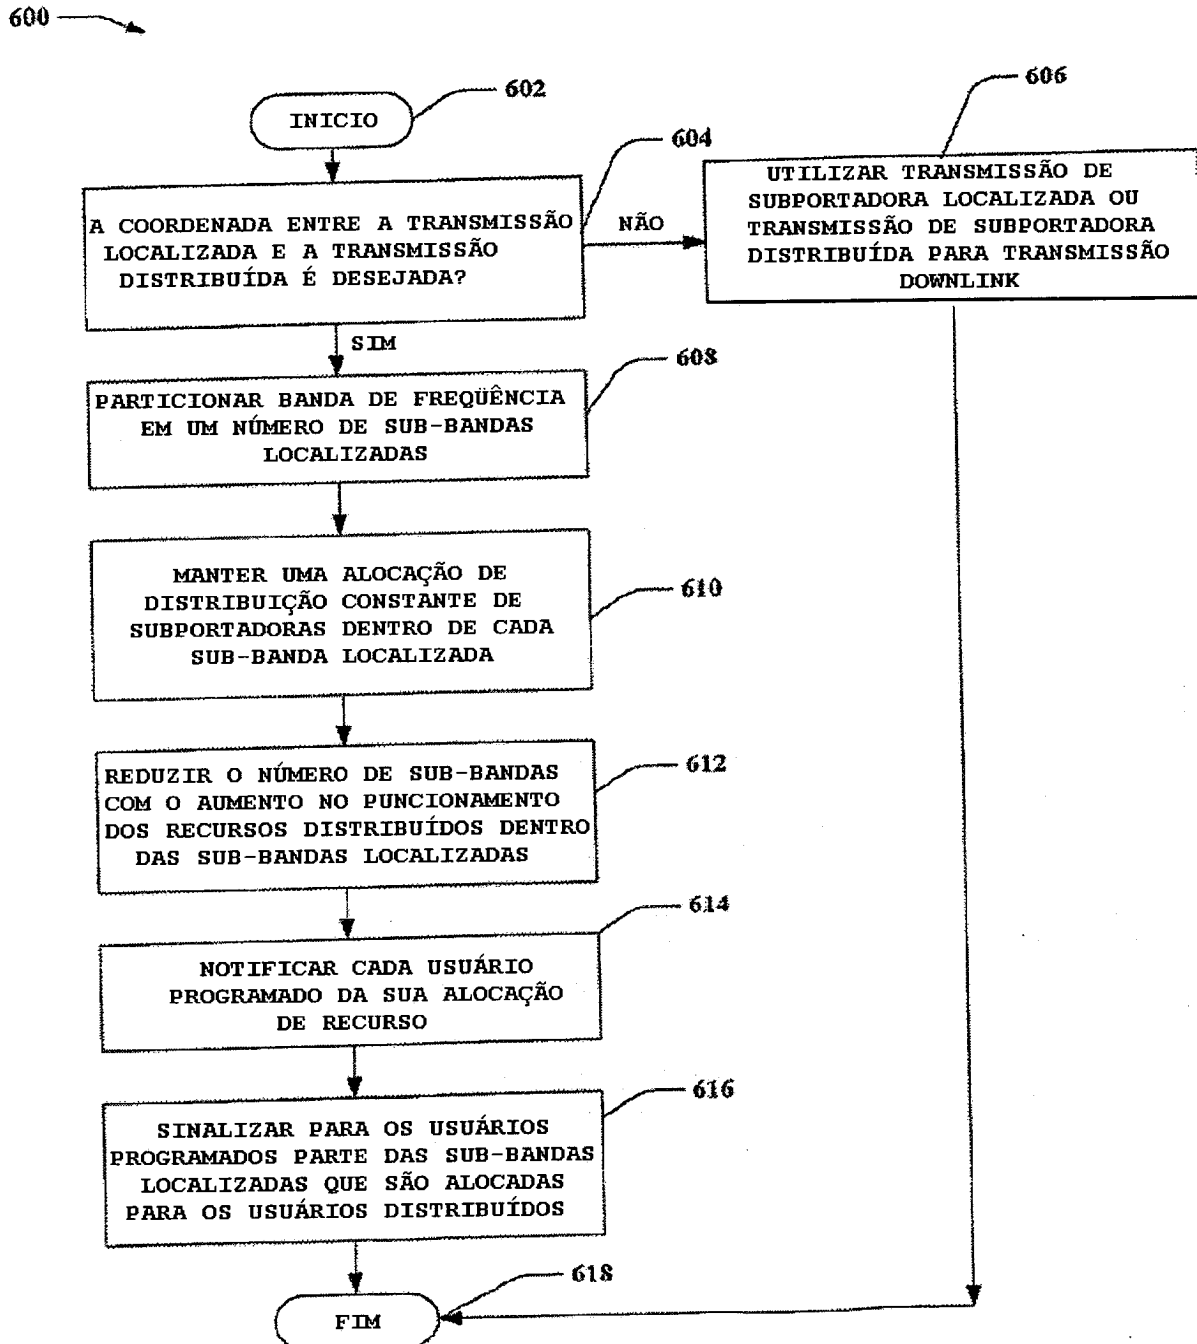 600
602
INICIO
604
606
A COORDENADA ENTRE A TRANSMISSÃO
LOCALIZADA E A TRANSMISSÃO
DISTRIBUÍDA É DESEJADA?
NÃO
UTILIZAR TRANSMISSÃO DE
SUBPORTADORA LOCALIZADA OU
TRANSMISSÃO DE SUBPORTADORA
DISTRIBUÍDA PARA TRANSMISSÃO
DOWNLINK
SIM
608
PARTICIONAR BANDA DE FREQÜÊNCIA
EM UM NÚMERO DE SUB-BANDAS
LOCALIZADAS
610
MANTER UMA ALOCAÇÃO DE
DISTRIBUIÇÃO CONSTANTE DE
SUBPORTADORAS DENTRO DE CADA
SUB-BANDA LOCALIZADA
612
REDUZIR O NÚMERO DE SUB-BANDAS
COM O AUMENTO NO PUNCIONAMENTO
DOS RECURSOS DISTRIBUÍDOS DENTRO
DAS SUB-BANDAS LOCALIZADAS
614
NOTIFICAR CADA USUÁRIO
PROGRAMADO DA SUA ALOCAÇÃO
DE RECURSO
616
SINALIZAR PARA OS USUÁRIOS
PROGRAMADOS PARTE DAS SUB-BANDAS
LOCALIZADAS QUE SÃO ALOCADAS
PARA OS USUÁRIOS DISTRIBUÍDOS
618
FIM